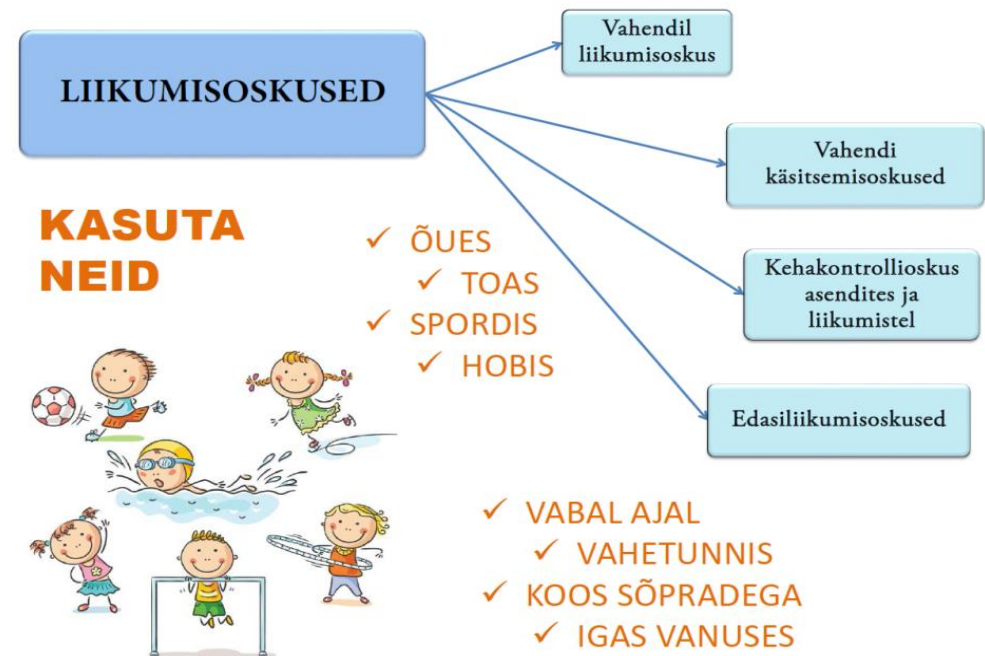 LIIKUMISOSKUSED
Vahendil
liikumisoskus
Vahendi
käsitsemisoskused
Kehakontrollioskus
asendites ja
liikumistel
Edasiliikumisoskused
KASUTA
NEID
✓ ÕUES
✓ TOAS
✓ SPORDIS
✓ HOBIS
✓ VABAL AJAL
✓ VAHETUNNIS
✓ KOOS SÕPRADEGA
✓ IGAS VANUSES